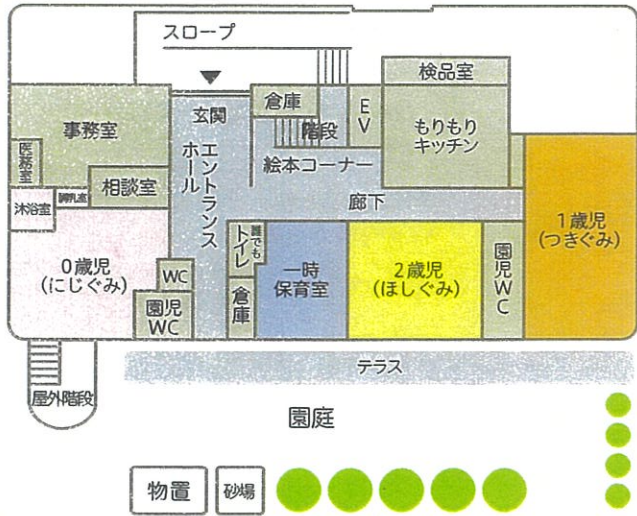 スロープ
検品室
玄関
倉庫
階段
EV
もりもり
キッチン
事務室
医務室
相談室
調乳室
沐浴室
エントランス
ホール
絵本コーナー
廊下
1歳児
(つきぐみ)
0歳児
(にじぐみ)
WC
園児
WC
誰でも
トイレ
倉庫
一時
保育室
2歳児
(ほしぐみ)
園児WC
テラス
屋外階段
園庭
物置
砂場